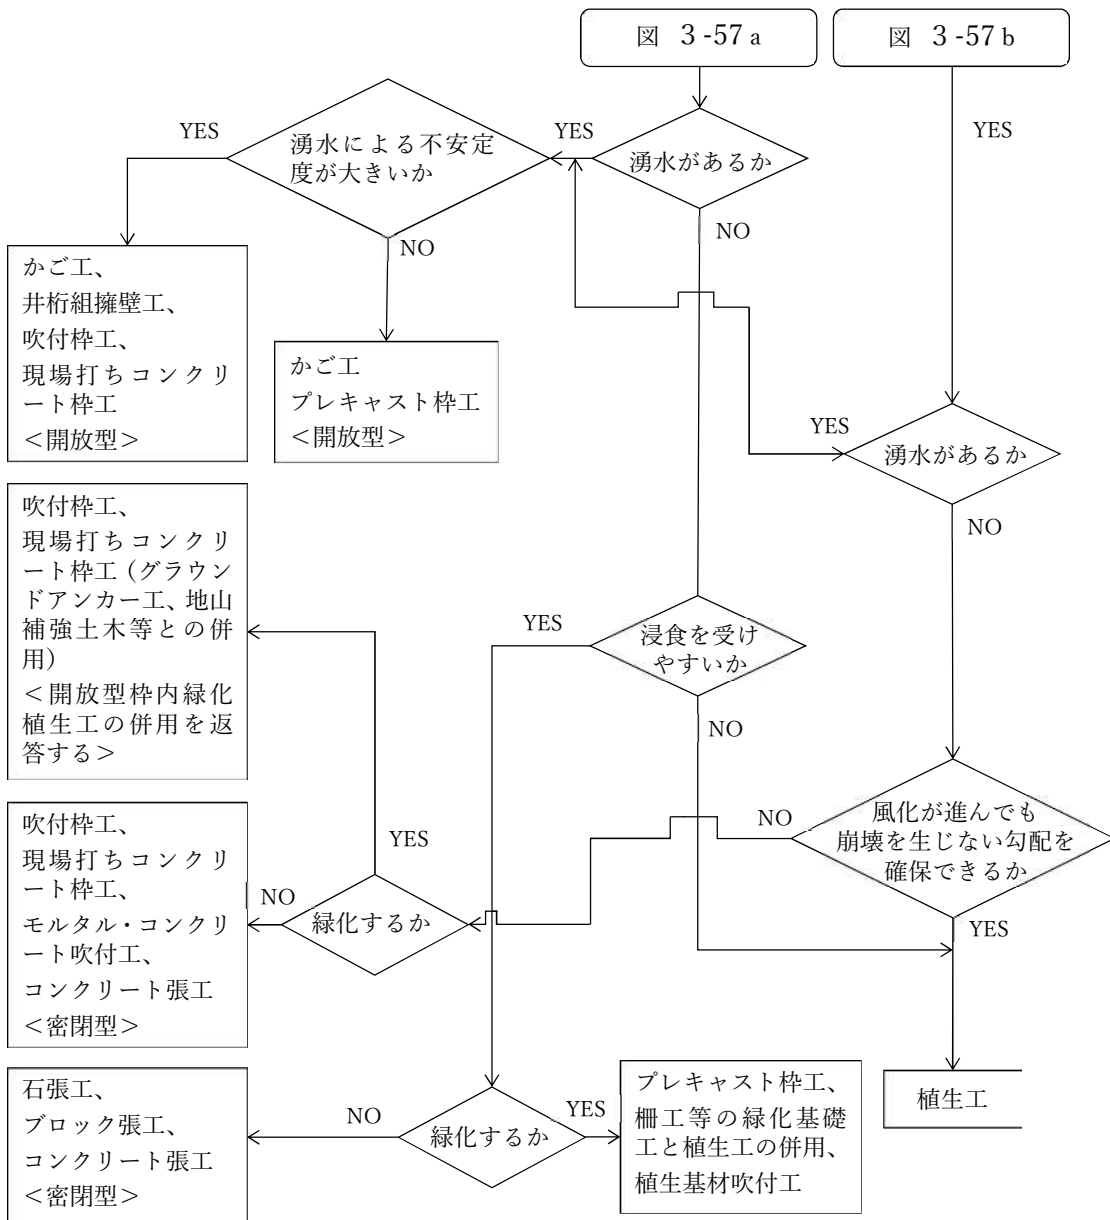 図 3-57 a
図 3-57 b
YES
湧水による不安定
度が大きいか
YES
湧水があるか
YES
NO
NO
かご工、
井桁組擁壁工、
吹付枠工、
現場打ちコンクリ
ート枠工
＜開放型＞
かご工
プレキャスト枠工
＜開放型＞
YES
湧水があるか
NO
吹付枠工、
現場打ちコンクリ
ート枠工（グラウン
ドアンカー工、地山
補強土木等との併
用）
＜開放型枠内緑化
植生工の併用を返
答する＞
YES
浸食を受け
やすいか
NO
風化が進んでも
崩壊を生じない勾配を
確保できるか
NO
YES
吹付枠工、
現場打ちコンクリ
ート枠工、
モルタル・コンクリ
ート吹付工、
コンクリート張工
＜密閉型＞
YES
NO
緑化するか
石張工、
ブロック張工、
コンクリート張工
＜密閉型＞
NO
緑化するか
YES
プレキャスト枠工、
柵工等の緑化基礎
工と植生工の併用、
植生基材吹付工
植生工